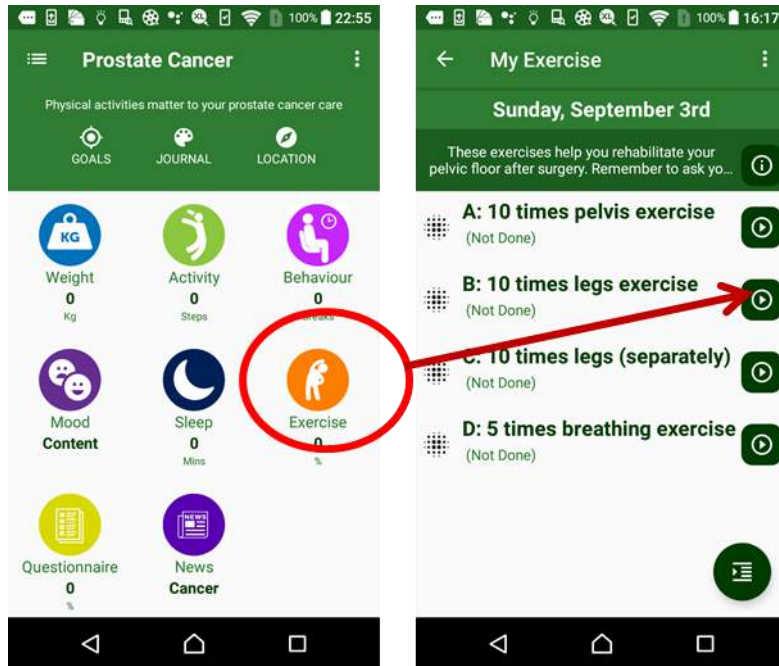 100% 22:55
Prostate Cancer
Physical activities matter to your prostate cancer care
GOALS JOURNAL LOCATION
KG
Weight Activity Behaviour
0 0 0
Kg Steps Breaks
Mood Sleep Exercise
Content 0 0
Mins %
NEWS
Questionnaire News
0 Cancer
%
100% 16:17
My Exercise
Sunday, September 3rd
These exercises help you rehabilitate your
pelvic floor after surgery. Remember to ask yo...
A: 10 times pelvis exercise
(Not Done)
B: 10 times legs exercise
(Not Done)
C: 10 times legs (separately)
(Not Done)
D: 5 times breathing exercise
(Not Done)